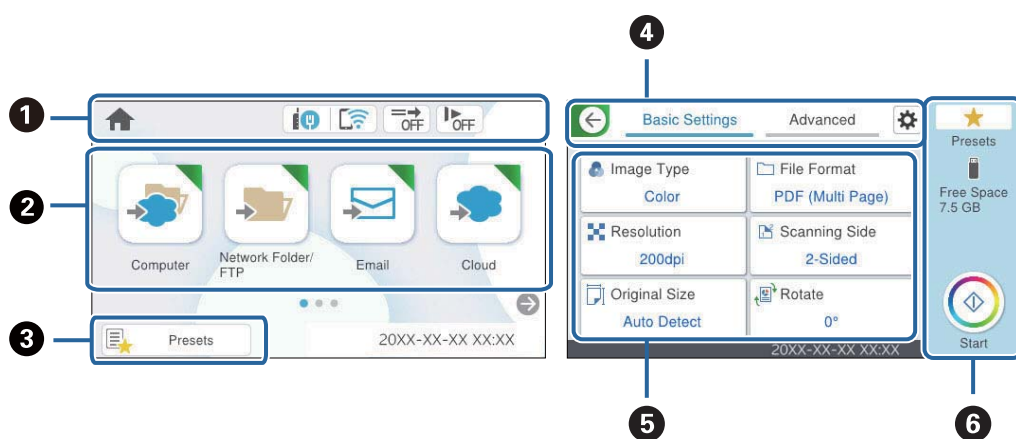 4
1
OFF
OFF
Basic Settings
Advanced
Presets
Image Type
Color
File Format
PDF (Multi Page)
Free Space
7.5 GB
2
Computer
Network Folder/
FTP
Email
Cloud
Resolution
200dpi
Scanning Side
2-Sided
Original Size
Auto Detect
Rotate
0°
Start
3
Presets
20XX-XX-XX XX:XX
20XX-XX-XX XX:XX
5
6